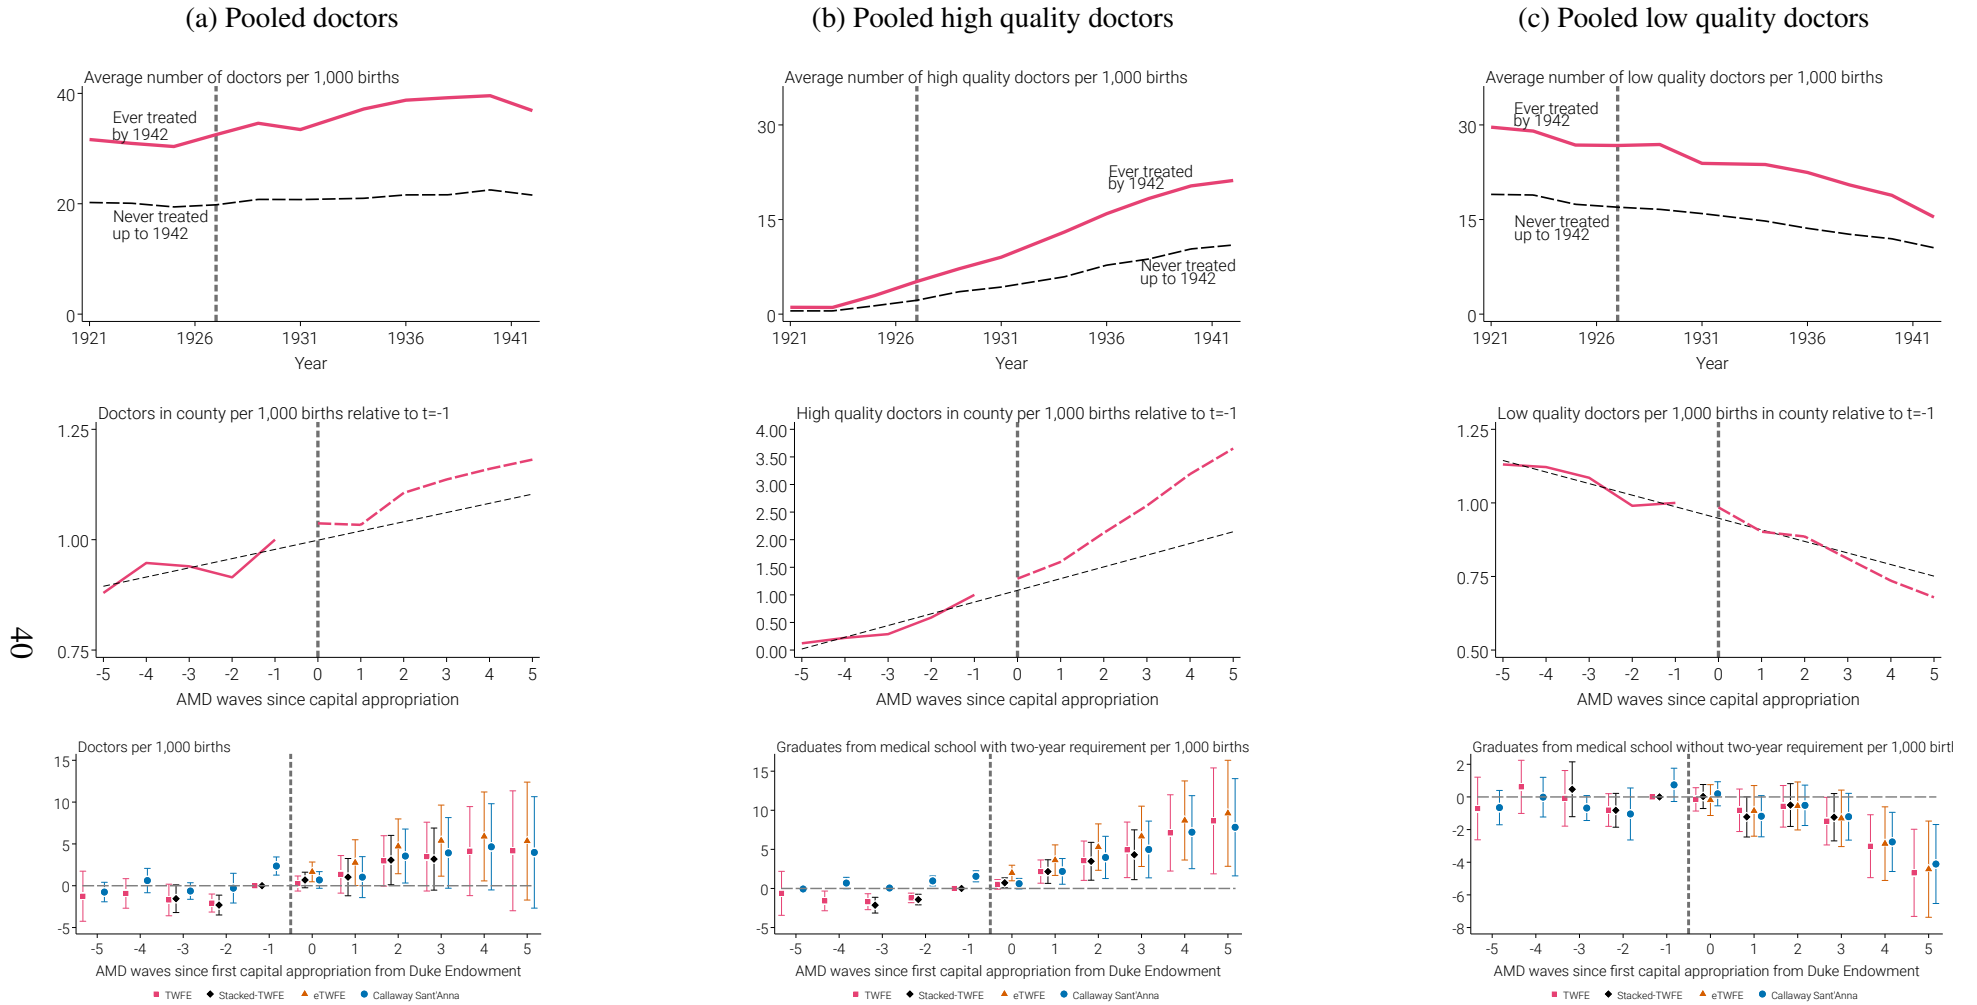 (a) Pooled doctors
Average number of doctors per 1,000 births
40
20
0
Ever treated
by 1942
Never treated
up to 1942
1921 1926 1931 1936 1941
Year
Doctors in county per 1,000 births relative to t=-1
1.25
1.00
0.75
-5 -4 -3 -2 -1 0 1 2 3 4 5
AMD waves since capital appropriation
Doctors per 1,000 births
15
10
5
0
-5
-5 -4 -3 -2 -1 0 1 2 3 4 5
AMD waves since first capital appropriation from Duke Endowment
TWFE Stacked-TWFE eTWFE Callaway Sant'Anna
(b) Pooled high quality doctors
Average number of high quality doctors per 1,000 births
30
15
0
Ever treated
by 1942
Never treated
up to 1942
1921 1926 1931 1936 1941
Year
High quality doctors in county per 1,000 births relative to t=-1
4.00
3.50
3.00
2.50
2.00
1.50
1.00
0.50
0.00
-5 -4 -3 -2 -1 0 1 2 3 4 5
AMD waves since capital appropriation
Graduates from medical school with two-year requirement per 1,000 births
15
10
5
0
-5
-5 -4 -3 -2 -1 0 1 2 3 4 5
AMD waves since first capital appropriation from Duke Endowment
TWFE Stacked-TWFE eTWFE Callaway Sant'Anna
(c) Pooled low quality doctors
Average number of low quality doctors per 1,000 births
30
15
0
Ever treated
by 1942
Never treated
up to 1942
1921 1926 1931 1936 1941
Year
Low quality doctors per 1,000 births in county relative to t=-1
1.25
1.00
0.75
0.50
-5 -4 -3 -2 -1 0 1 2 3 4 5
AMD waves since capital appropriation
Graduates from medical school without two-year requirement per 1,000
2
0
-2
-4
-6
-8
-5 -4 -3 -2 -1 0 1 2 3 4 5
AMD waves since first capital appropriation from Duke Endowment
TWFE Stacked-TWFE eTWFE Callaway Sant'Anna
40